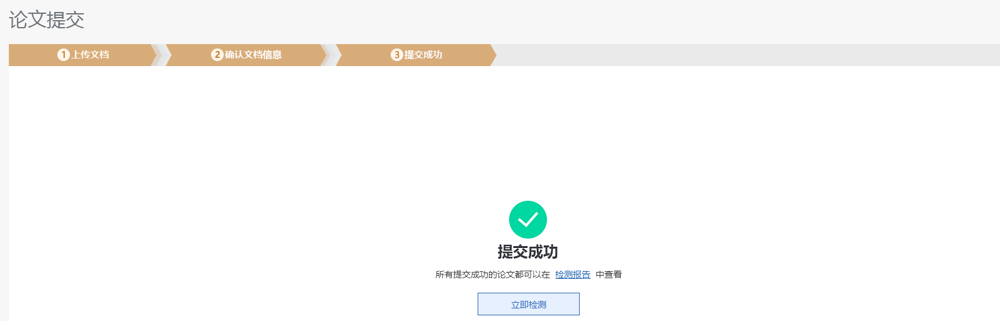 论文提交
1 上传文档 2 确认文档信息 3 提交成功
提交成功
所有提交成功的论文都可以在 检测报告 中查看
立即检测